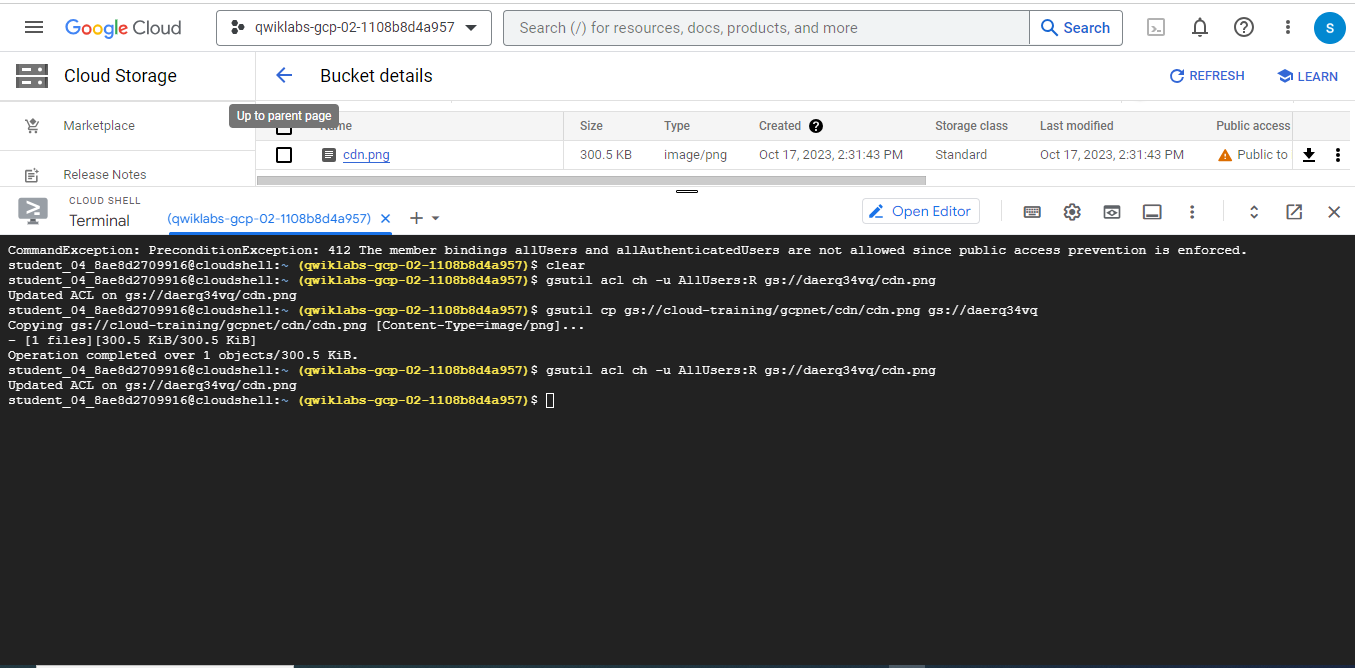 Google Cloud
qwiklabs-gcp-02-1108b8d4a957
Search (/) for resources, docs, products, and more
Search
S
Cloud Storage
Bucket details
REFRESH
LEARN
Up to parent page
Marketplace
Name Size Type Created Storage class Last modified Public access
cdn.png 300.5 KB image/png Oct 17, 2023, 2:31:43 PM Standard Oct 17, 2023, 2:31:43 PM Public to
Release Notes
CLOUD SHELL
Terminal
(qwiklabs-gcp-02-1108b8d4a957)
Open Editor
CommandException: PreconditionException: 412 The member bindings allUsers and allAuthenticatedUsers are not allowed since public access prevention is enforced.
student_04_8ae8d2709916@cloudshell:~ (qwiklabs-gcp-02-1108b8d4a957)$ clear
student_04_8ae8d2709916@cloudshell:~ (qwiklabs-gcp-02-1108b8d4a957)$ gsutil acl ch -u AllUsers:R gs://daerq34vq/cdn.png
Updated ACL on gs://daerq34vq/cdn.png
student_04_8ae8d2709916@cloudshell:~ (qwiklabs-gcp-02-1108b8d4a957)$ gsutil cp gs://cloud-training/gcpnet/cdn/cdn.png gs://daerq34vq
Copying gs://cloud-training/gcpnet/cdn/cdn.png [Content-Type=image/png]...
- [1 files][300.5 KiB/300.5 KiB]
Operation completed over 1 objects/300.5 KiB.
student_04_8ae8d2709916@cloudshell:~ (qwiklabs-gcp-02-1108b8d4a957)$ gsutil acl ch -u AllUsers:R gs://daerq34vq/cdn.png
Updated ACL on gs://daerq34vq/cdn.png
student_04_8ae8d2709916@cloudshell:~ (qwiklabs-gcp-02-1108b8d4a957)$